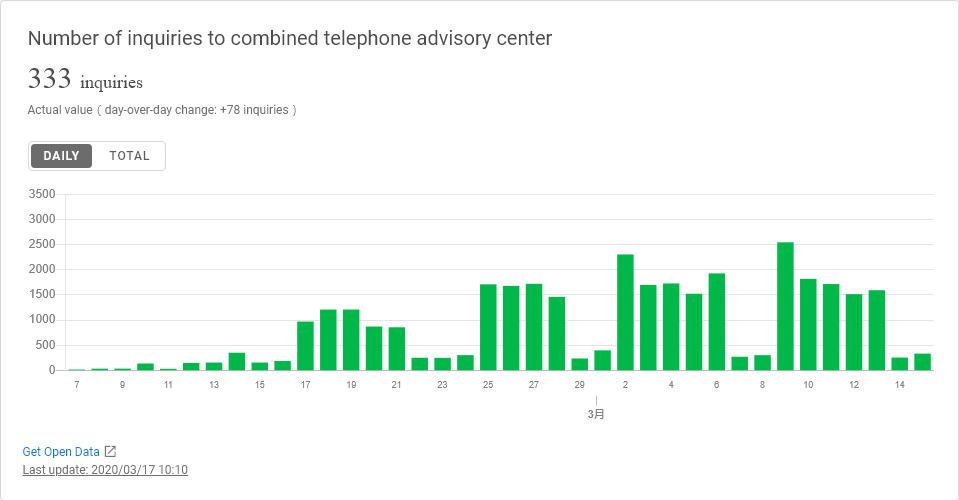 Number of inquiries to combined telephone advisory center
333 inquiries
Actual value ( day-over-day change: +78 inquiries )
DAILY TOTAL
3500
3000
2500
2000
1500
1000
500
0
7 9 11 13 15 17 19 21 23 25 27 29 2 4 6 8 10 12 14
3月
Get Open Data
Last update: 2020/03/17 10:10